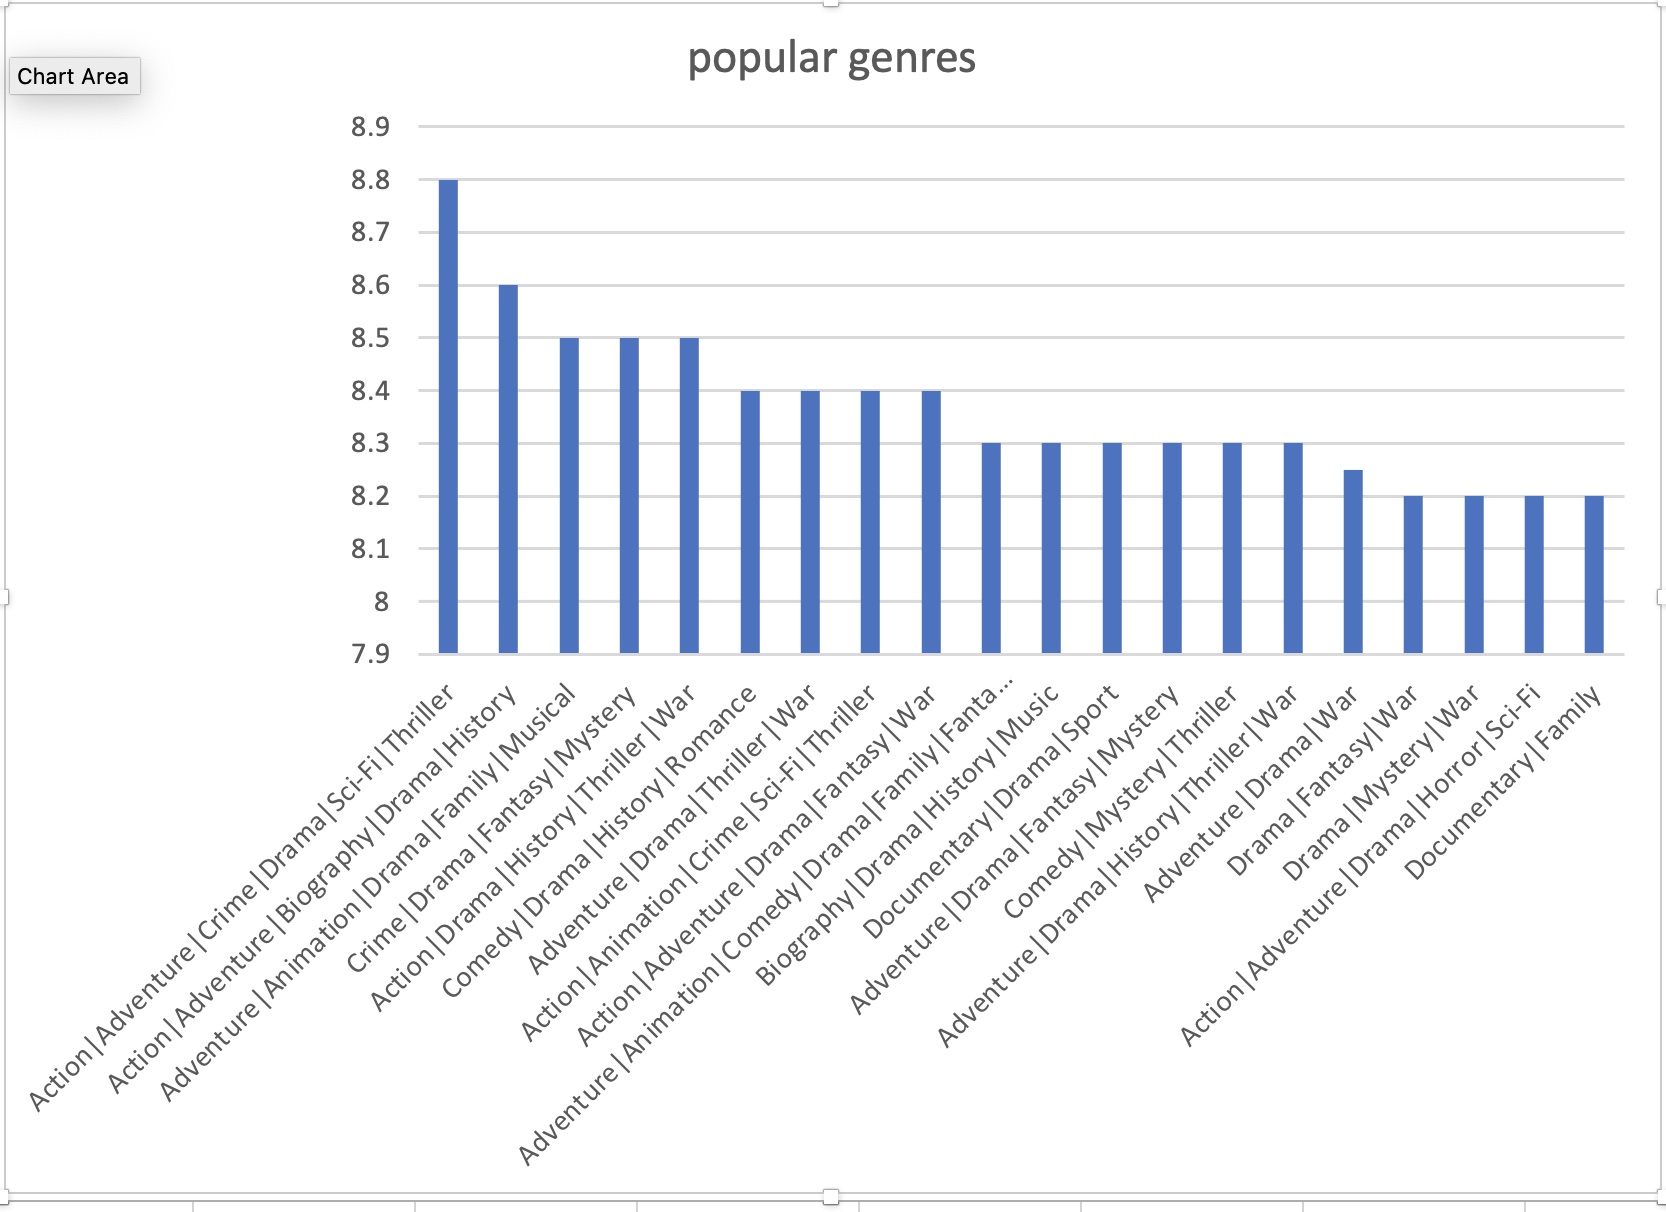 popular genres
Chart Area
8.9
8.8
8.7
8.6
8.5
8.4
8.3
8.2
8.1
8
7.9
Action|Adventure|Crime|Drama|Sci-Fi|Thriller
Action|Adventure|Biography|Drama|History
Adventure|Animation|Drama|Family|Musical
Crime|Drama|Fantasy|Mystery
Action|Drama|History|Thriller|War
Comedy|Drama|History|Romance
Adventure|Drama|Thriller|War
Action|Animation|Crime|Sci-Fi|Thriller
Action|Adventure|Drama|Fantasy|War
Adventure|Animation|Comedy|Drama|Family|Fanta...
Biography|Drama|History|Music
Documentary|Drama|Sport
Adventure|Drama|Fantasy|Mystery
Comedy|Mystery|Thriller
Adventure|Drama|History|Thriller|War
Adventure|Drama|War
Drama|Fantasy|War
Drama|Mystery|War
Action|Adventure|Drama|Horror|Sci-Fi
Documentary|Family